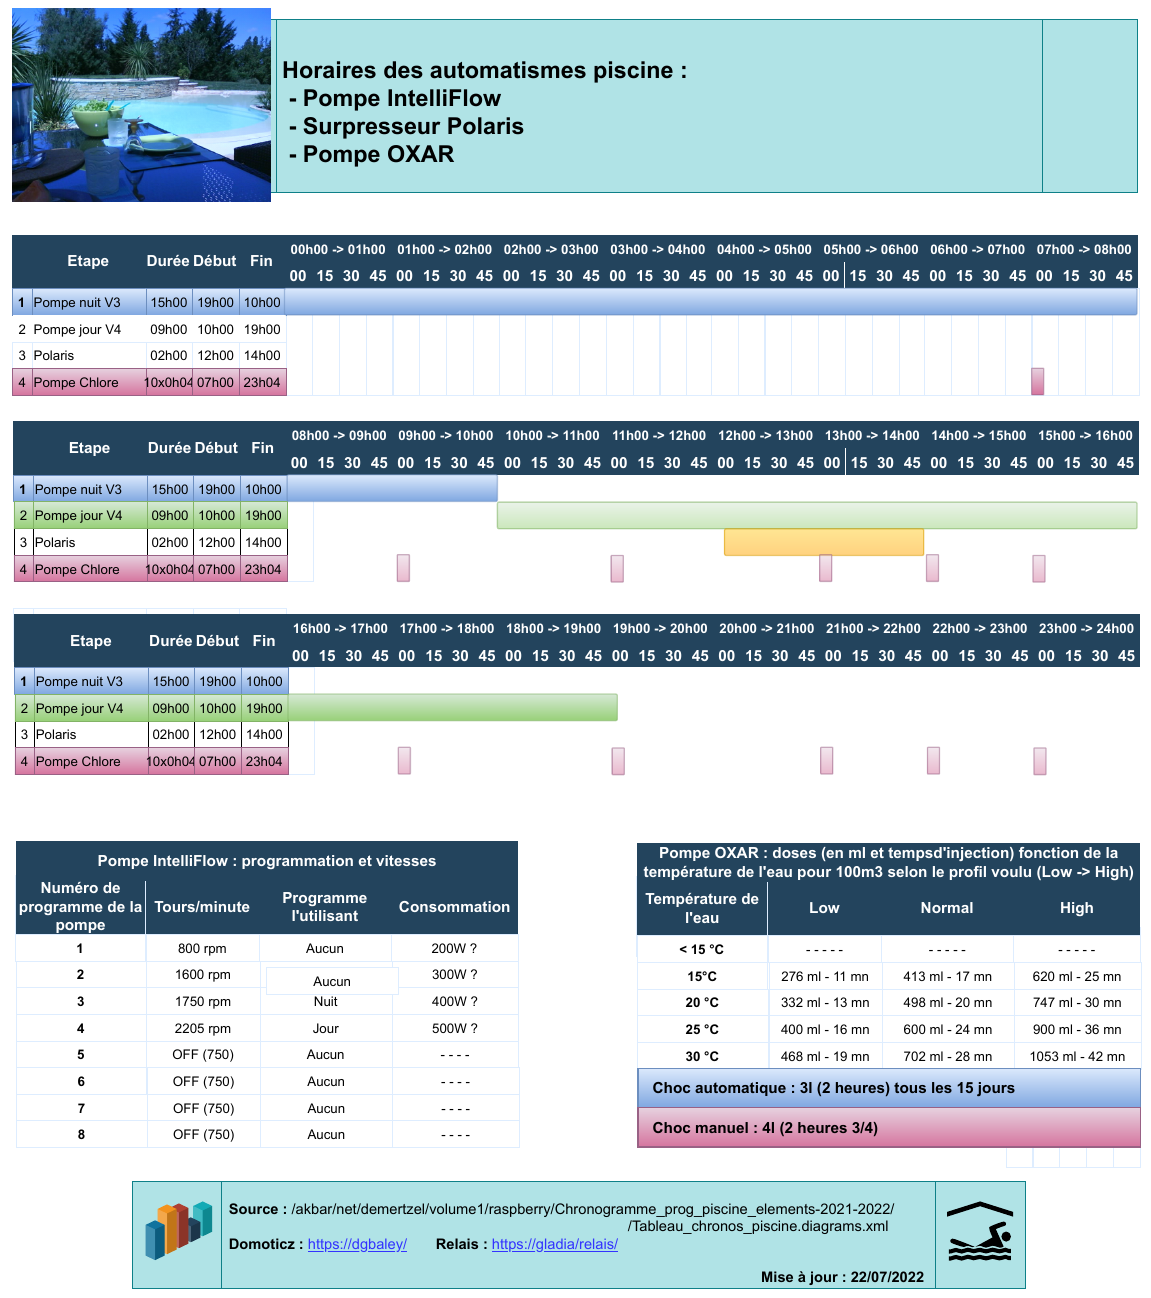 Horaires des automatismes piscine :
- Pompe IntelliFlow
- Surpresseur Polaris
- Pompe OXAR
Etape Durée Début Fin 00h00 -> 01h00 01h00 -> 02h00 02h00 -> 03h00 03h00 -> 04h00 04h00 -> 05h00 05h00 -> 06h00 06h00 -> 07h00 07h00 -> 08h00
00 15 30 45 00 15 30 45 00 15 30 45 00 15 30 45 00 15 30 45 00 15 30 45 00 15 30 45 00 15 30 45
1 Pompe nuit V3 15h00 19h00 10h00
2 Pompe jour V4 09h00 10h00 19h00
3 Polaris 02h00 12h00 14h00
4 Pompe Chlore 10x0h04 07h00 23h04
Etape Durée Début Fin 08h00 -> 09h00 09h00 -> 10h00 10h00 -> 11h00 11h00 -> 12h00 12h00 -> 13h00 13h00 -> 14h00 14h00 -> 15h00 15h00 -> 16h00
00 15 30 45 00 15 30 45 00 15 30 45 00 15 30 45 00 15 30 45 00 15 30 45 00 15 30 45 00 15 30 45
1 Pompe nuit V3 15h00 19h00 10h00
2 Pompe jour V4 09h00 10h00 19h00
3 Polaris 02h00 12h00 14h00
4 Pompe Chlore 10x0h04 07h00 23h04
Etape Durée Début Fin 16h00 -> 17h00 17h00 -> 18h00 18h00 -> 19h00 19h00 -> 20h00 20h00 -> 21h00 21h00 -> 22h00 22h00 -> 23h00 23h00 -> 24h00
00 15 30 45 00 15 30 45 00 15 30 45 00 15 30 45 00 15 30 45 00 15 30 45 00 15 30 45 00 15 30 45
1 Pompe nuit V3 15h00 19h00 10h00
2 Pompe jour V4 09h00 10h00 19h00
3 Polaris 02h00 12h00 14h00
4 Pompe Chlore 10x0h04 07h00 23h04
Pompe IntelliFlow : programmation et vitesses
Numéro de programme de la pompe Tours/minute Programme l'utilisant Consommation
1 800 rpm Aucun 200W ?
2 1600 rpm Aucun 300W ?
3 1750 rpm Nuit 400W ?
4 2205 rpm Jour 500W ?
5 OFF (750) Aucun - - - -
6 OFF (750) Aucun - - - -
7 OFF (750) Aucun - - - -
8 OFF (750) Aucun - - - -
Pompe OXAR : doses (en ml et tempsd'injection) fonction de la
température de l'eau pour 100m3 selon le profil voulu (Low -> High)
Température de l'eau Low Normal High
< 15 °C - - - - - - - - - - - - - - -
15°C 276 ml - 11 mn 413 ml - 17 mn 620 ml - 25 mn
20 °C 332 ml - 13 mn 498 ml - 20 mn 747 ml - 30 mn
25 °C 400 ml - 16 mn 600 ml - 24 mn 900 ml - 36 mn
30 °C 468 ml - 19 mn 702 ml - 28 mn 1053 ml - 42 mn
Choc automatique : 3l (2 heures) tous les 15 jours
Choc manuel : 4l (2 heures 3/4)
Source : /akbar/net/demertzel/volume1/raspberry/Chronogramme_prog_piscine_elements-2021-2022/
/Tableau_chronos_piscine.diagrams.xml
Domoticz : https://dgbaley/ Relais : https://gladia/relais/
Mise à jour : 22/07/2022